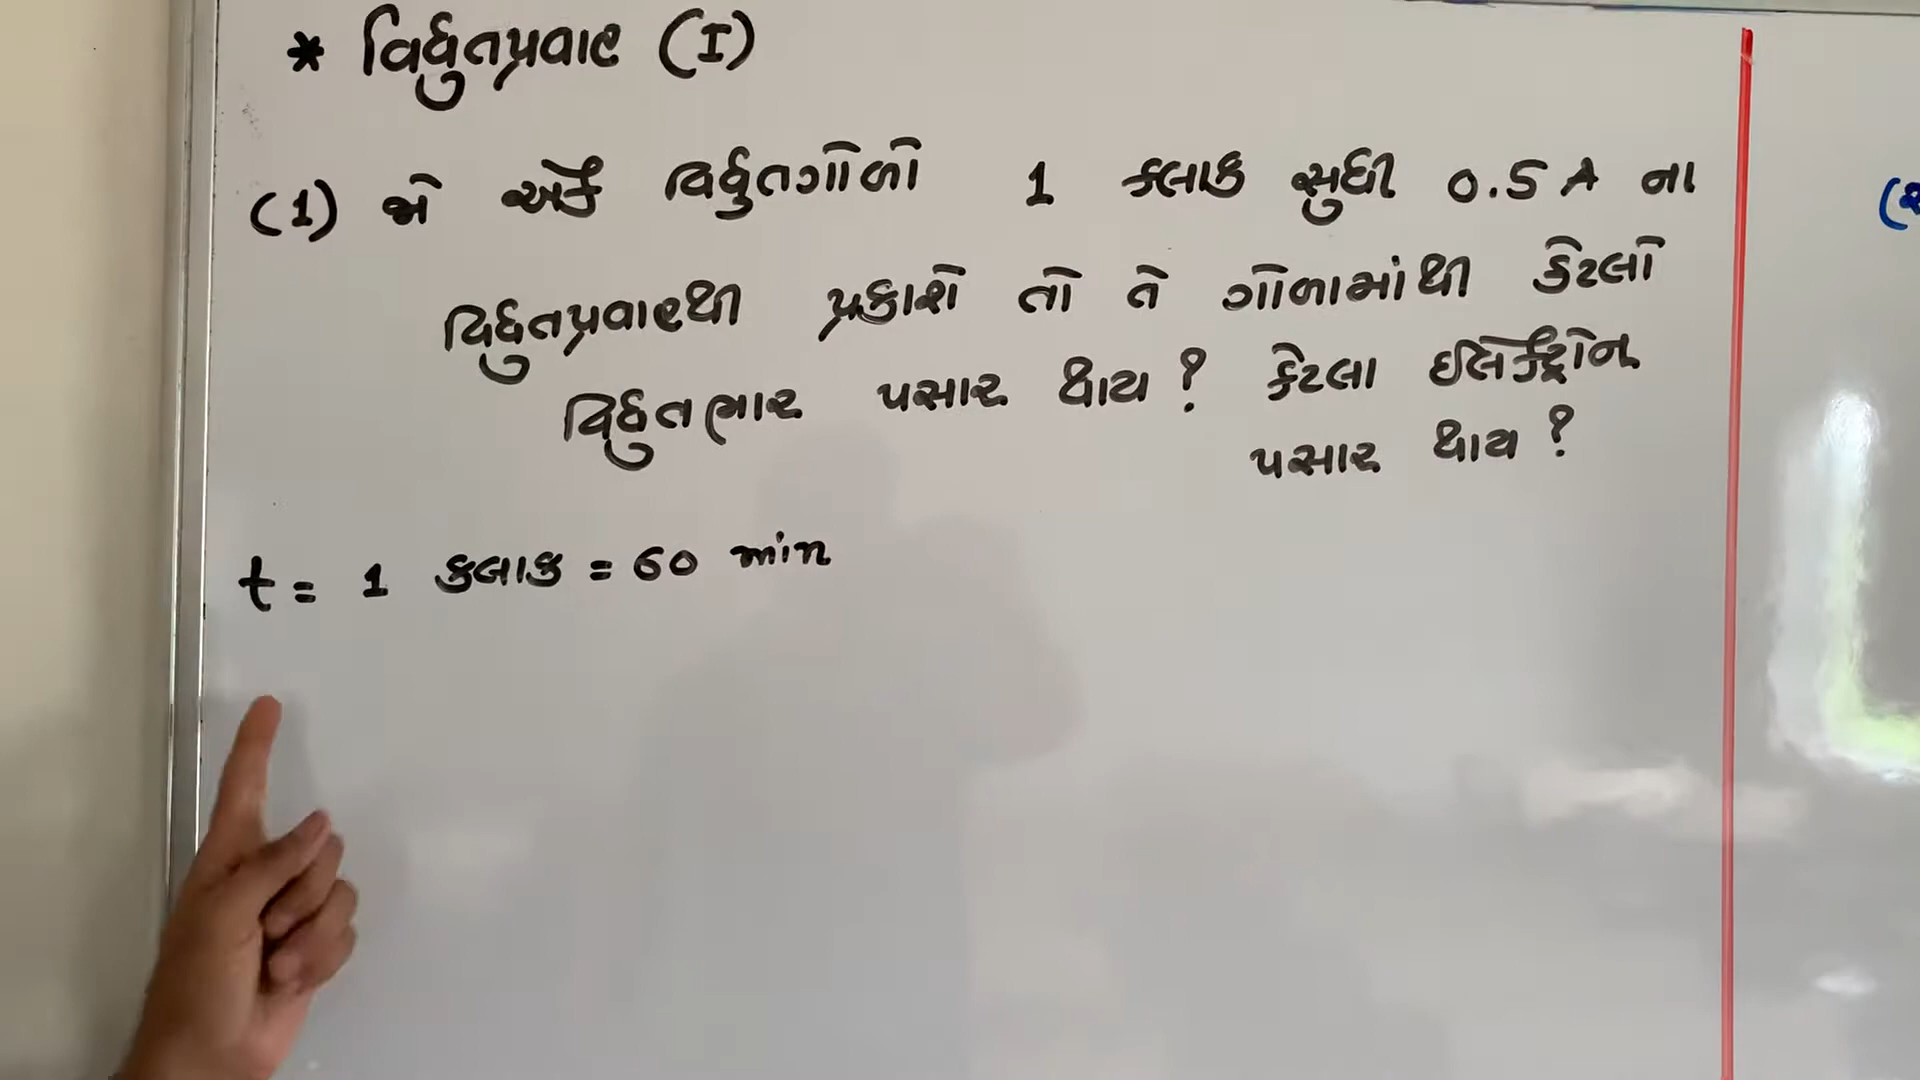 * વિદ્યુતપ્રવાહ (I)
(1) જો એક વિદ્યુતગોળો 1 કલાક સુધી 0.5 A ના
વિદ્યુતપ્રવાહથી પ્રકાશે તો તે ગોળામાંથી કેટલો
વિદ્યુતભાર પસાર થાય ? કેટલા ઈલેક્ટ્રોન
પસાર થાય ?
t = 1 કલાક = 60 min